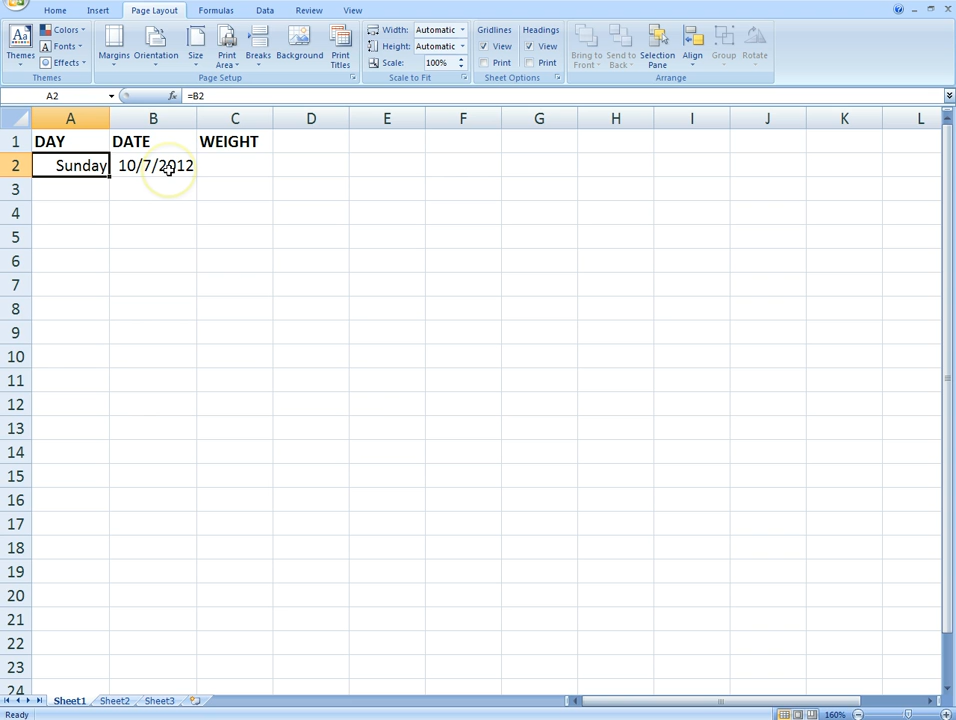 Home Insert Page Layout Formulas Data Review View
Themes Colors Fonts Effects Themes
Margins Orientation Size Print Area Breaks Background Print Titles Page Setup
Width: Automatic Height: Automatic Scale: 100% Scale to Fit
Gridlines View Print Headings View Print Sheet Options
Bring to Front Send to Back Selection Pane Align Group Rotate Arrange
A2 fx =B2
A B C D E F G H I J K L
1 DAY DATE WEIGHT
2 Sunday 10/7/2012
3
4
5
6
7
8
9
10
11
12
13
14
15
16
17
18
19
20
21
22
23
24
Sheet1 Sheet2 Sheet3
Ready 160%